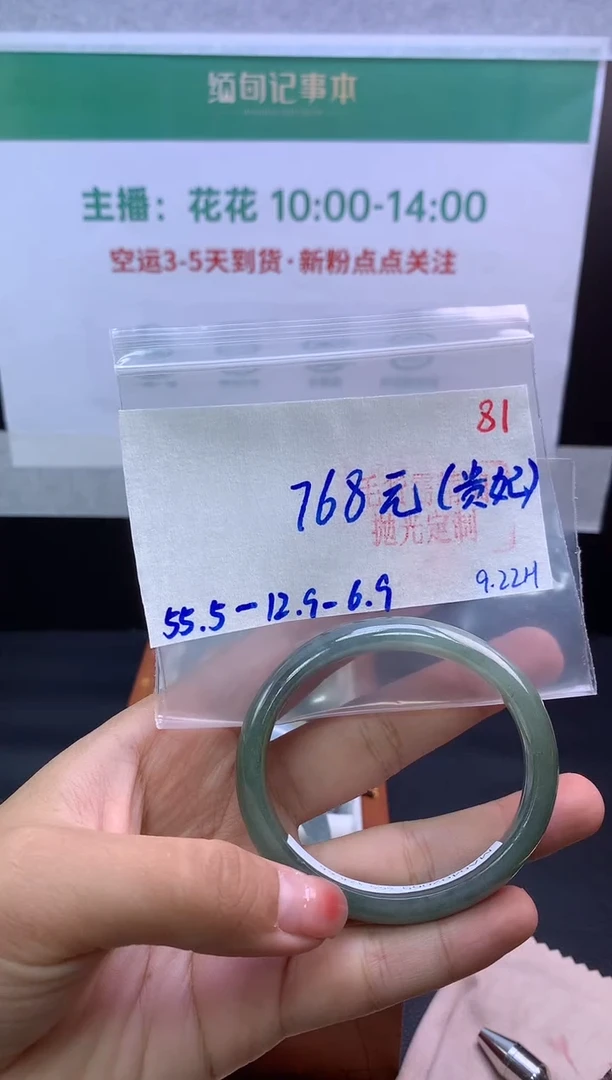 缅甸记事本
主播：花花 10:00-14:00
空运3-5天到货·新粉点点关注
81
768元(贵妃)
抛光定制
55.5-12.9-6.9
9.22H